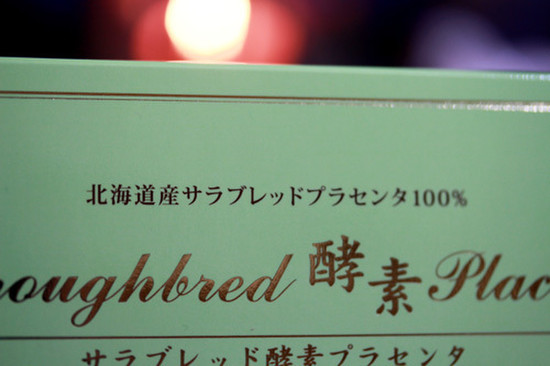 北海道産サラブレッドプラセンタ100%
oughbred 酵素 Plac
サラブレッド酵素プラセンタ